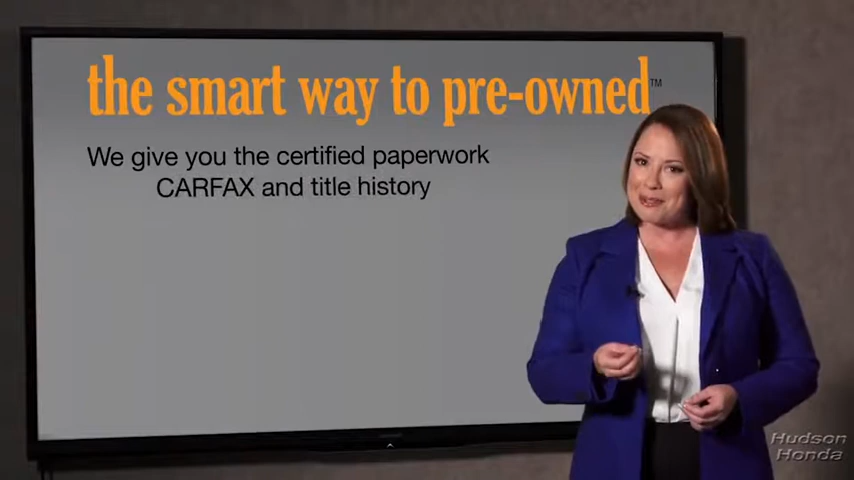 the smart way to pre-owned™
We give you the certified paperwork
CARFAX and title history
Hudson
Honda